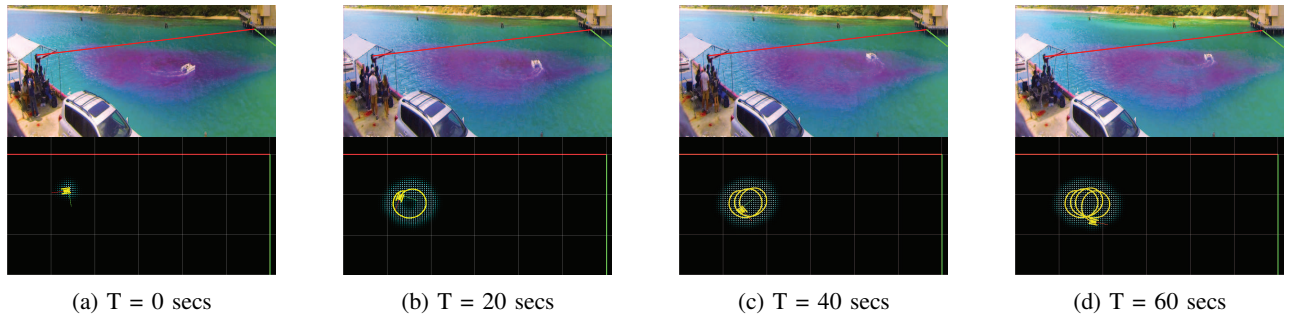 (a) T = 0 secs
(b) T = 20 secs
(c) T = 40 secs
(d) T = 60 secs